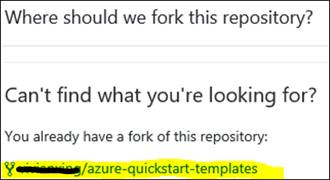 Where should we fork this repository?
Can't find what you're looking for?
You already have a fork of this repository:
/azure-quickstart-templates